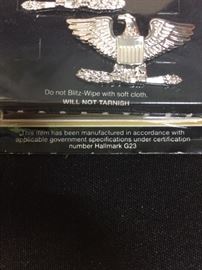 Do not Blitz-Wipe with soft cloth.
WILL NOT TARNISH
This item has been manufactured in accordance with
applicable government specifications under certification
number Hallmark G23